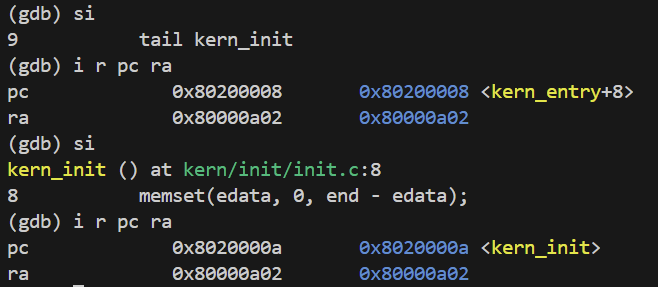 (gdb) si
9 tail kern_init
(gdb) i r pc ra
pc 0x80200008 0x80200008 <kern_entry+8>
ra 0x80000a02 0x80000a02
(gdb) si
kern_init () at kern/init/init.c:8
8 memset(edata, 0, end - edata);
(gdb) i r pc ra
pc 0x8020000a 0x8020000a <kern_init>
ra 0x80000a02 0x80000a02